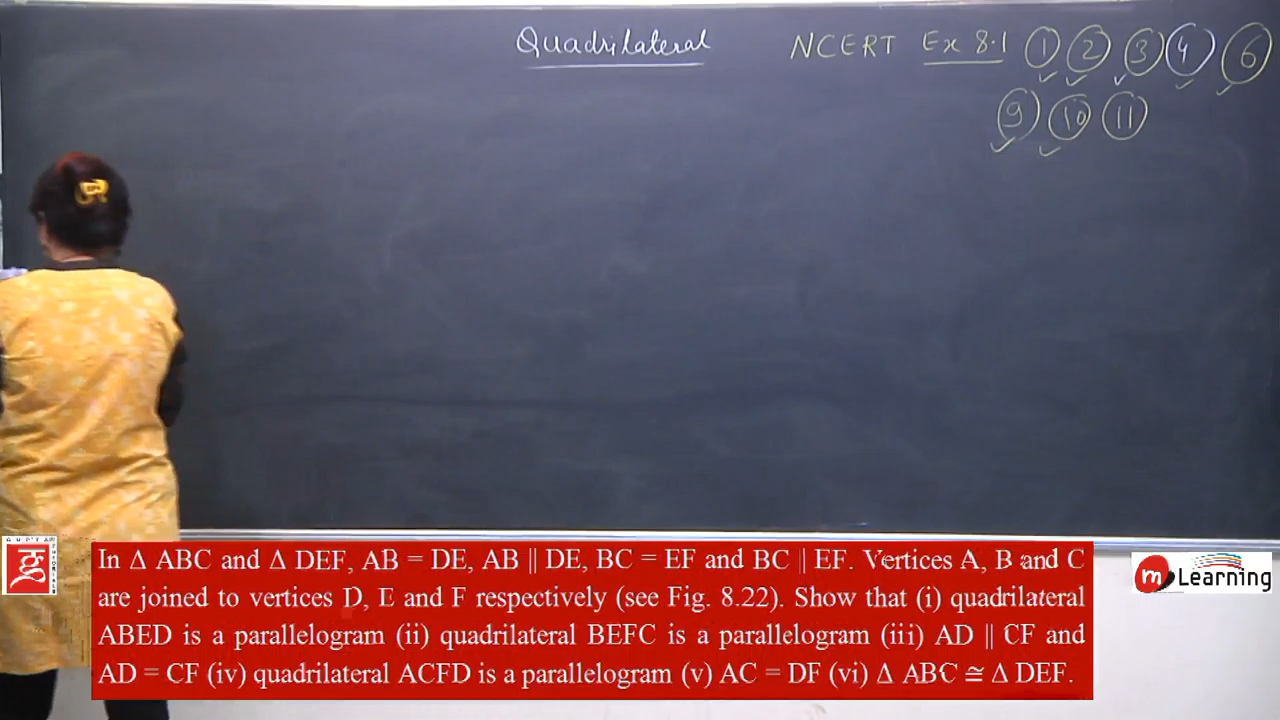 Quadrilateral NCERT Ex 8.1 1 2 3 4 6
9 10 11
In Δ ABC and Δ DEF, AB = DE, AB || DE, BC = EF and BC || EF. Vertices A, B and C
are joined to vertices D, E and F respectively (see Fig. 8.22). Show that (i) quadrilateral
ABED is a parallelogram (ii) quadrilateral BEFC is a parallelogram (iii) AD || CF and
AD = CF (iv) quadrilateral ACFD is a parallelogram (v) AC = DF (vi) Δ ABC ≅ Δ DEF.
GUPTA
TUTORIALS
m Learning